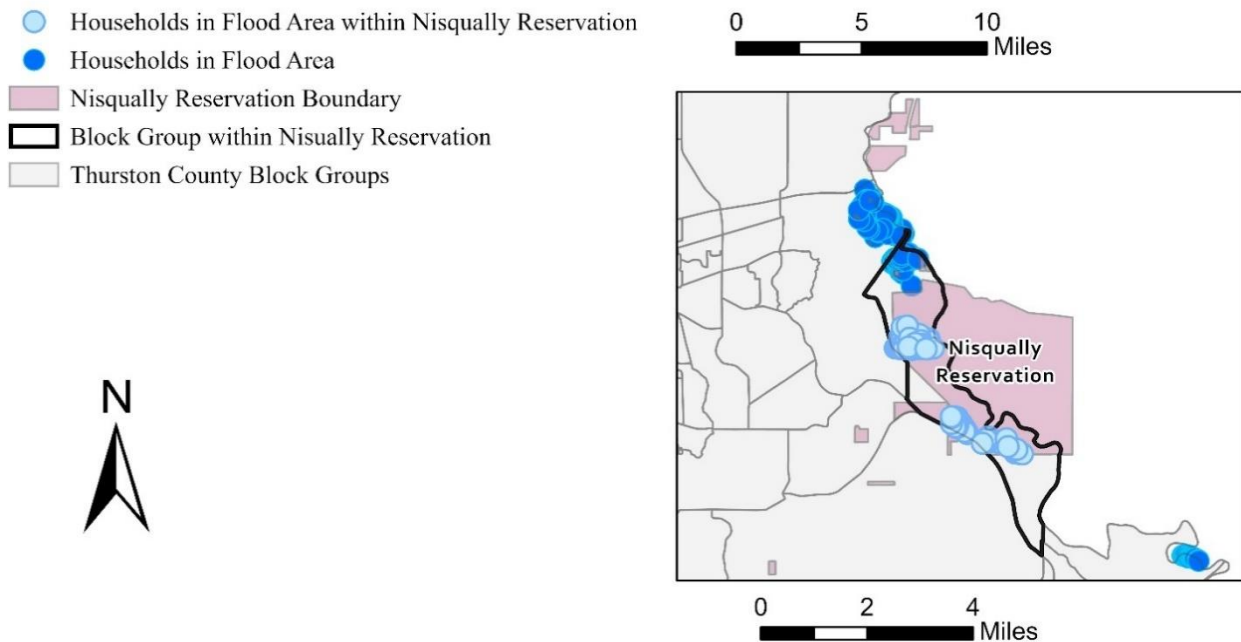 Households in Flood Area within Nisqually Reservation
Households in Flood Area
Nisqually Reservation Boundary
Block Group within Nisually Reservation
Thurston County Block Groups
0 5 10
Miles
N
Nisqually
Reservation
0 2 4
Miles